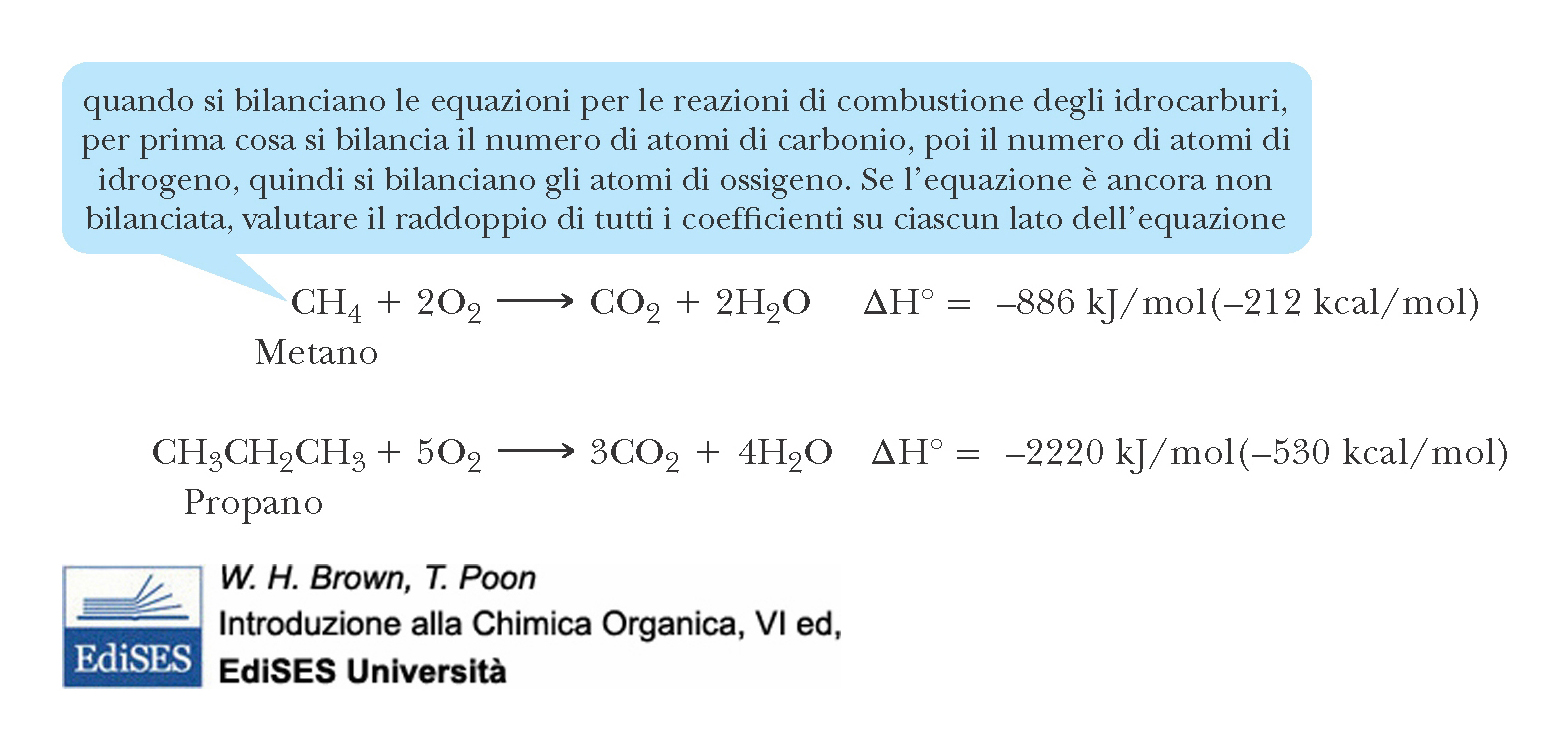 quando si bilanciano le equazioni per le reazioni di combustione degli idrocarburi,
per prima cosa si bilancia il numero di atomi di carbonio, poi il numero di atomi di
idrogeno, quindi si bilanciano gli atomi di ossigeno. Se l’equazione è ancora non
bilanciata, valutare il raddoppio di tutti i coefficienti su ciascun lato dell’equazione
CH₄ + 2O₂ ⟶ CO₂ + 2H₂O ΔH° = –886 kJ/mol(–212 kcal/mol)
Metano
CH₃CH₂CH₃ + 5O₂ ⟶ 3CO₂ + 4H₂O ΔH° = –2220 kJ/mol(–530 kcal/mol)
Propano
EdiSES
W. H. Brown, T. Poon
Introduzione alla Chimica Organica, VI ed,
EdiSES Università